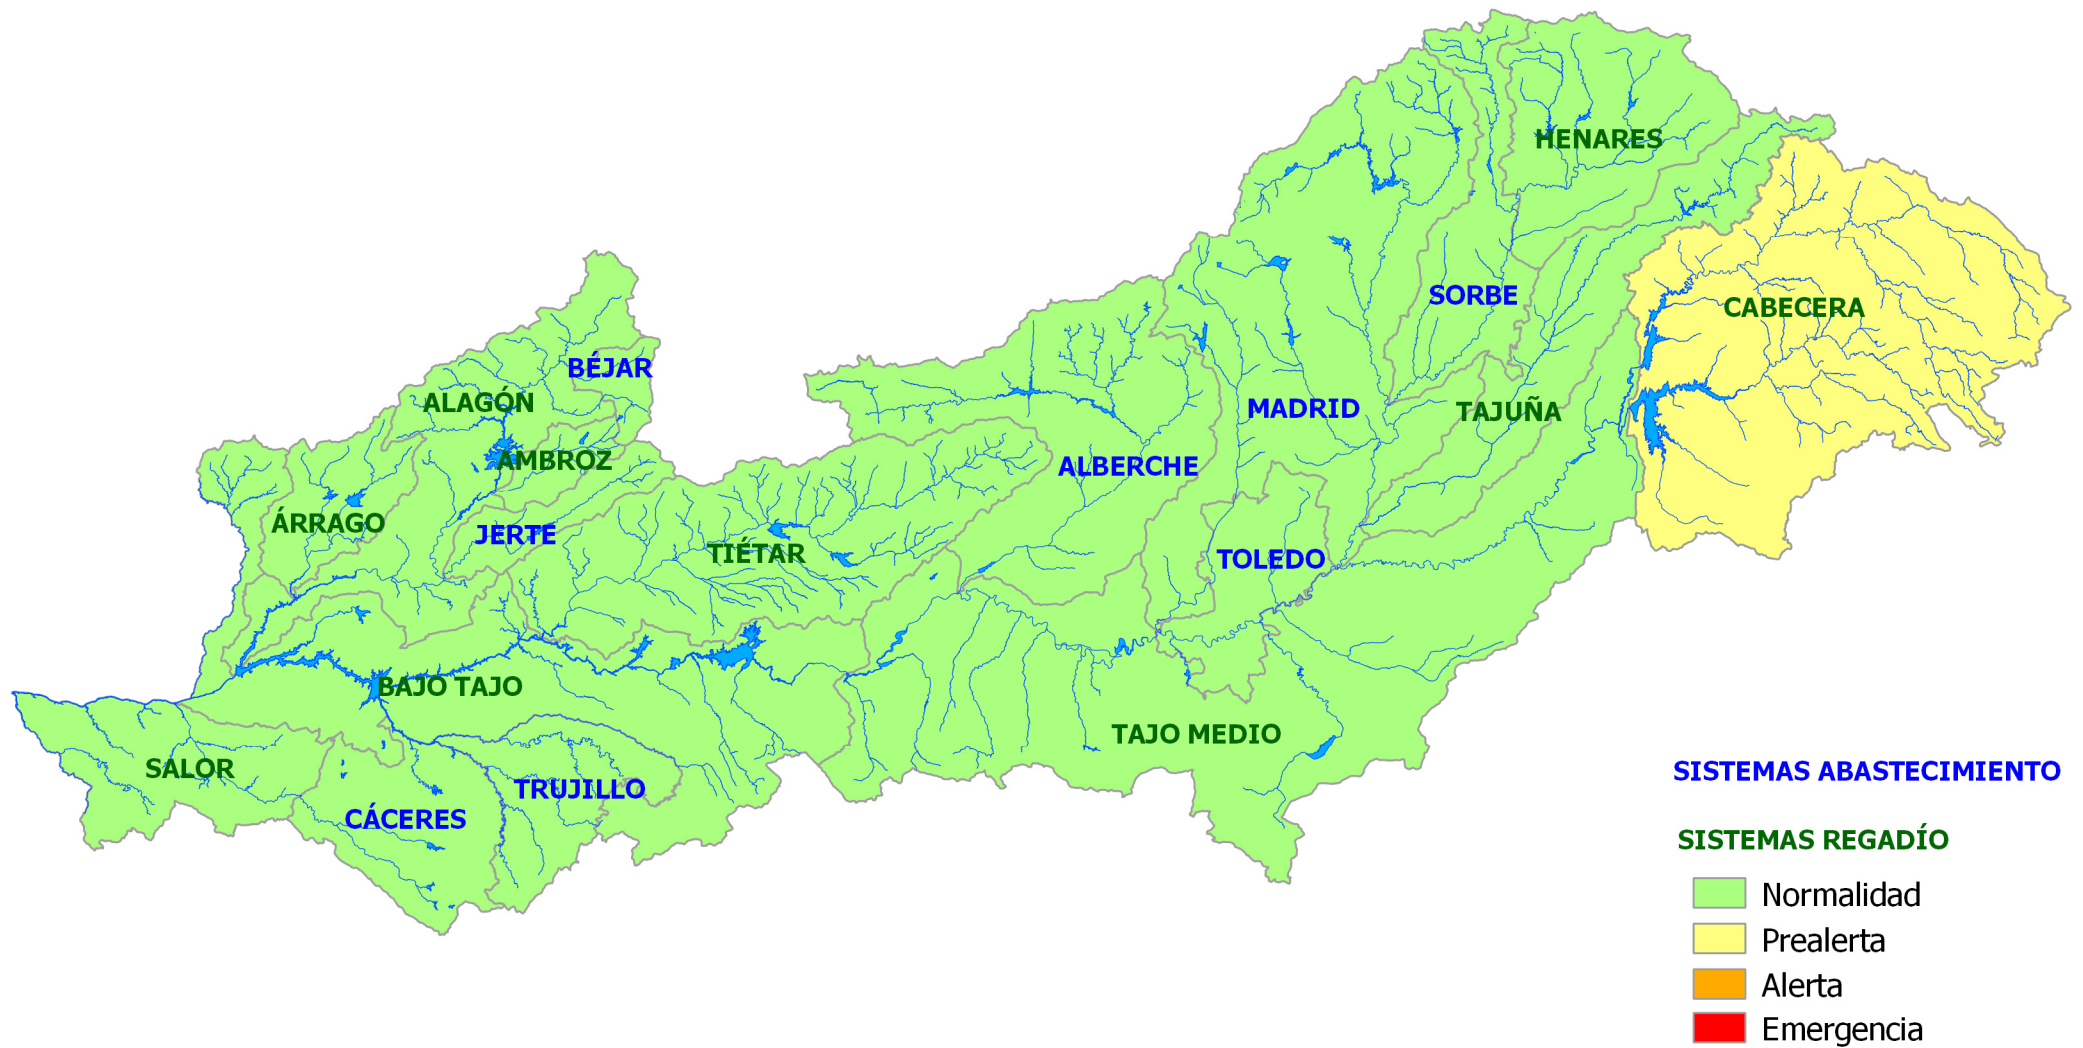 HENARES
SORBE
CABECERA
BÉJAR
ALAGÓN
MADRID
TAJUÑA
AMBROZ
ALBERCHE
ÁRRAGO
JERTE
TIÉTAR
TOLEDO
BAJO TAJO
TAJO MEDIO
SALOR
TRUJILLO
CÁCERES
SISTEMAS ABASTECIMIENTO
SISTEMAS REGADÍO
Normalidad
Prealerta
Alerta
Emergencia